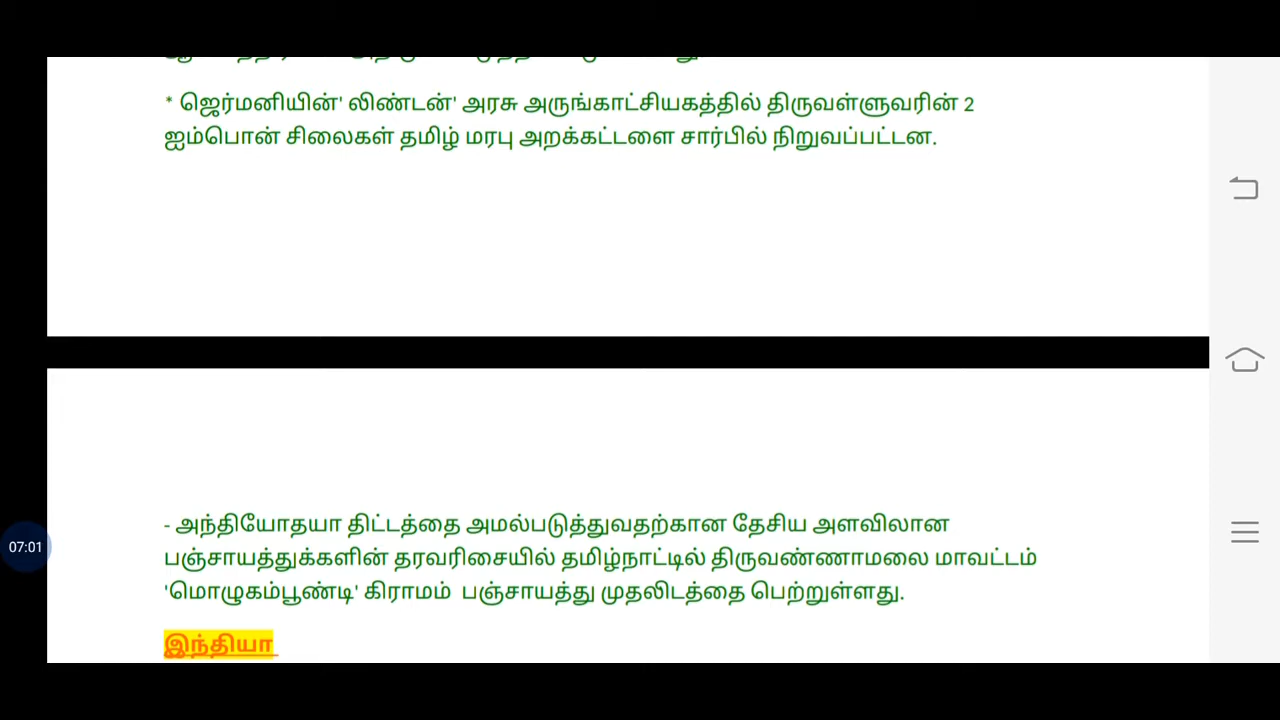 * ஜெர்மனியின்' லிண்டன்' அரசு அருங்காட்சியகத்தில் திருவள்ளுவரின் 2
ஐம்பொன் சிலைகள் தமிழ் மரபு அறக்கட்டளை சார்பில் நிறுவப்பட்டன.
- அந்தியோதயா திட்டத்தை அமல்படுத்துவதற்கான தேசிய அளவிலான
பஞ்சாயத்துக்களின் தரவரிசையில் தமிழ்நாட்டில் திருவண்ணாமலை மாவட்டம்
'மொழுகம்பூண்டி' கிராமம்  பஞ்சாயத்து முதலிடத்தை பெற்றுள்ளது.
07:01
இந்தியா